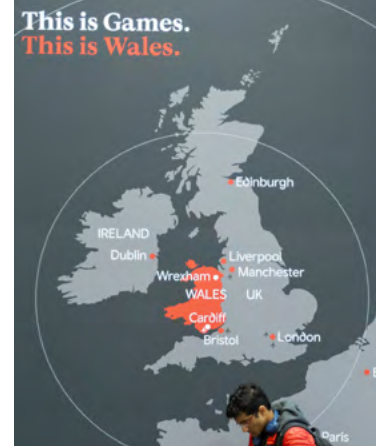 This is Games.
This is Wales.
Edinburgh
IRELAND
Dublin
Liverpool
Manchester
Wrexham
WALES
UK
Cardiff
Bristol
London
Paris